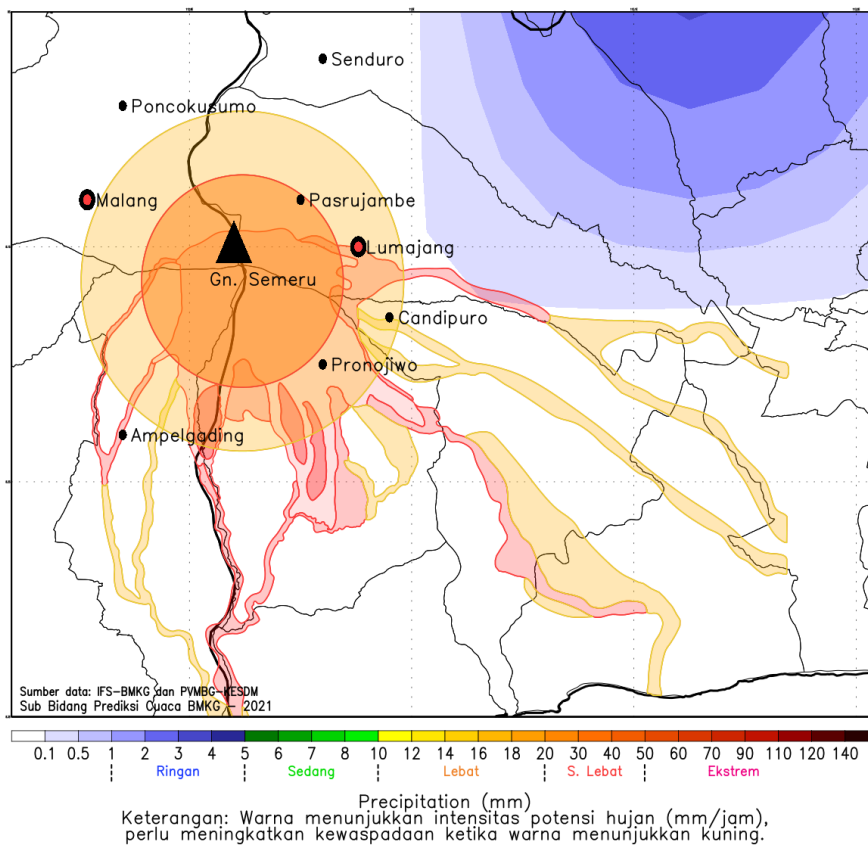 Senduro
Poncokusumo
Malang
Pasrujambe
Lumajang
Gn. Semeru
Candipuro
Pronojiwo
Ampelgading
Sumber data: IFS-BMKG dan PVMBG-KESDM
Sub Bidang Prediksi Cuaca BMKG - 2021
0.1 0.5 1 2 3 4 5 6 7 8 10 12 14 16 18 20 30 40 50 60 70 90 110 120 140
Ringan Sedang Lebat S. Lebat Ekstrem
Precipitation (mm)
Keterangan: Warna menunjukkan intensitas potensi hujan (mm/jam),
perlu meningkatkan kewaspadaan ketika warna menunjukkan kuning.